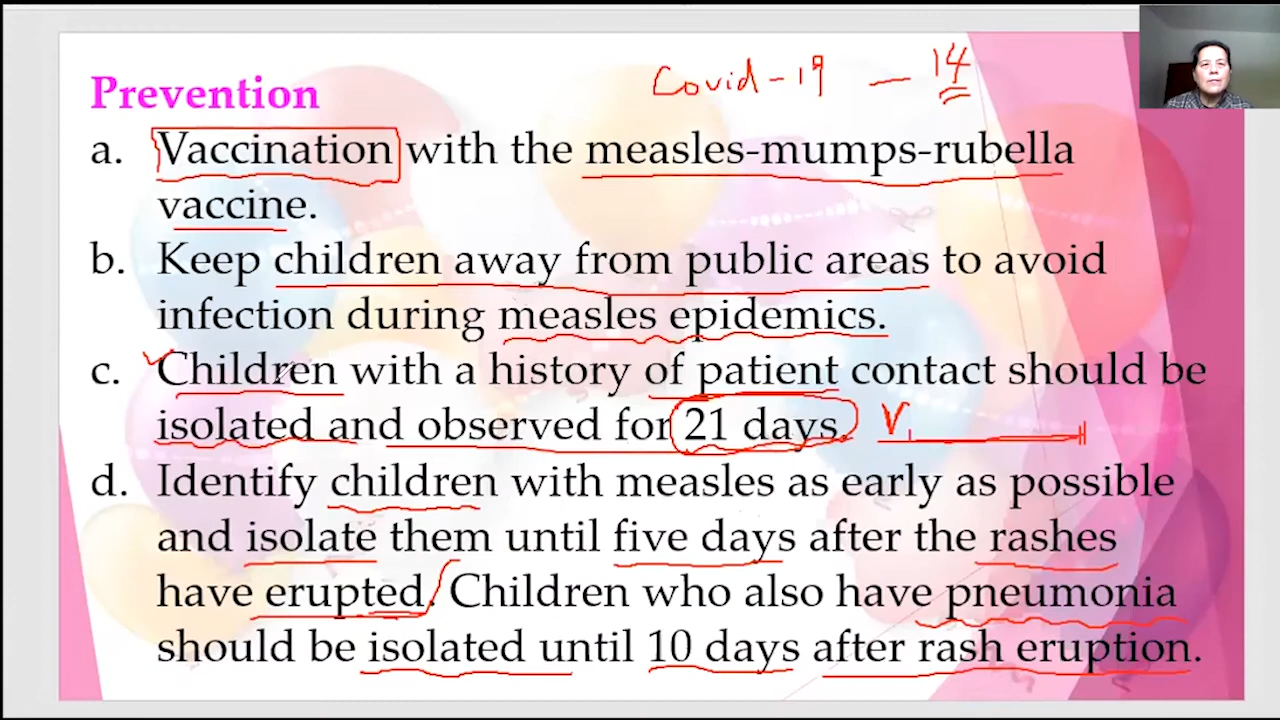 Covid-19 — 14
Prevention
a. Vaccination with the measles-mumps-rubella
vaccine.
b. Keep children away from public areas to avoid
infection during measles epidemics.
c. Children with a history of patient contact should be
isolated and observed for 21 days.
d. Identify children with measles as early as possible
and isolate them until five days after the rashes
have erupted. Children who also have pneumonia
should be isolated until 10 days after rash eruption.